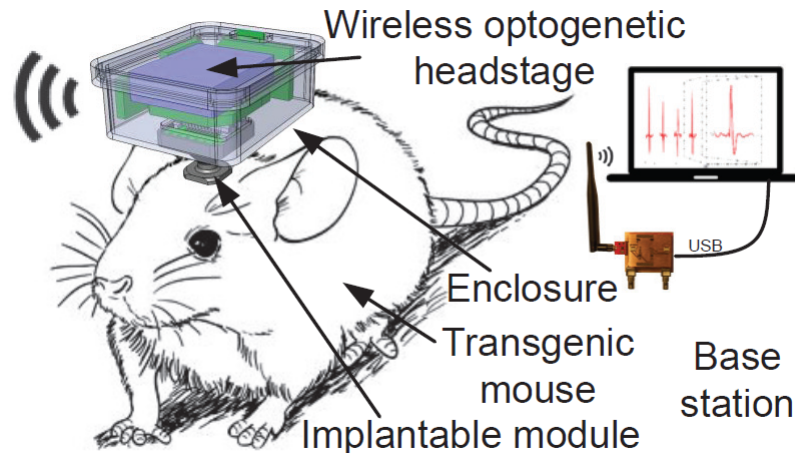 Wireless optogenetic
headstage
USB
Enclosure
Transgenic
mouse
Implantable module
Base
station